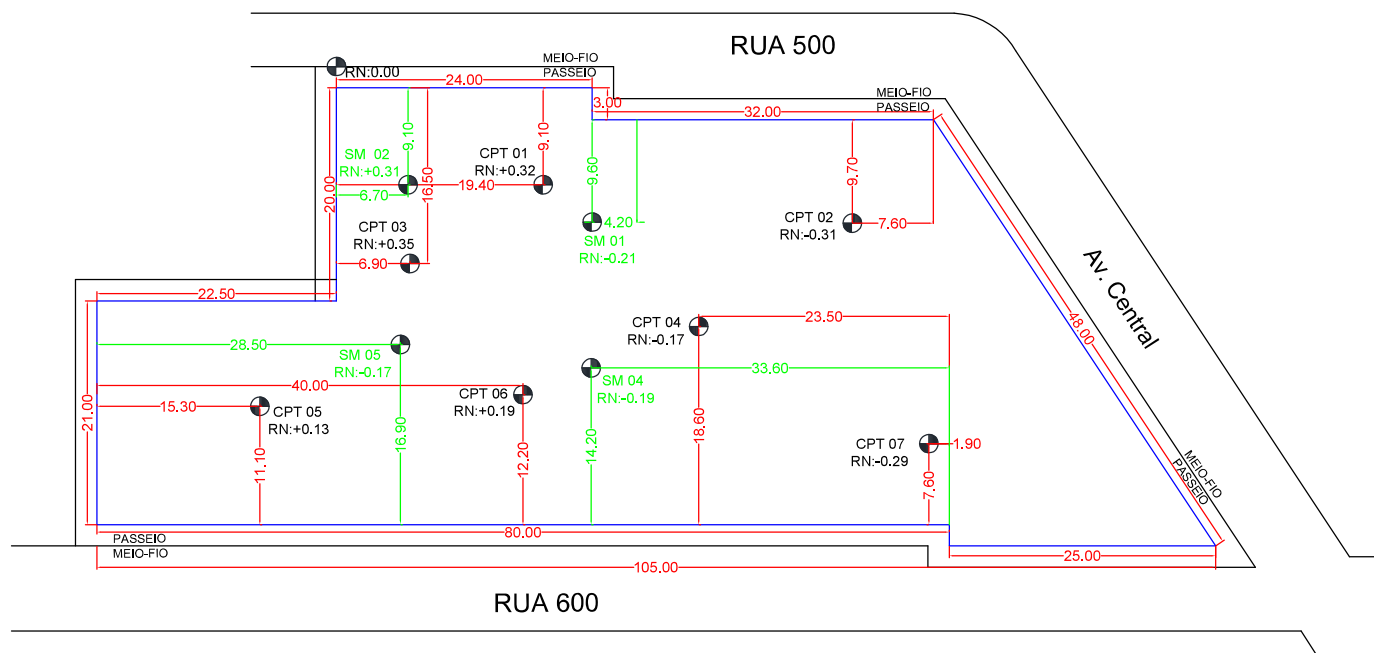 RUA 500
MEIO-FIO
PASSEIO
RN:0.00
24.00
3.00
MEIO-FIO
PASSEIO
32.00
9.10
9.10
SM 02
RN:+0.31
CPT 01
RN:+0.32
19.40
6.70
16.50
20.00
9.60
4.20
SM 01
RN:-0.21
9.70
CPT 02
RN:-0.31
7.60
CPT 03
RN:+0.35
6.90
Av. Central
48.00
22.50
CPT 04
RN:-0.17
23.50
28.50
SM 05
RN:-0.17
SM 04
RN:-0.19
33.60
40.00
CPT 06
RN:+0.19
15.30
CPT 05
RN:+0.13
21.00
11.10
16.90
12.20
14.20
18.60
CPT 07
RN:-0.29
1.90
7.60
MEIO-FIO
PASSEIO
PASSEIO
MEIO-FIO
80.00
25.00
105.00
RUA 600